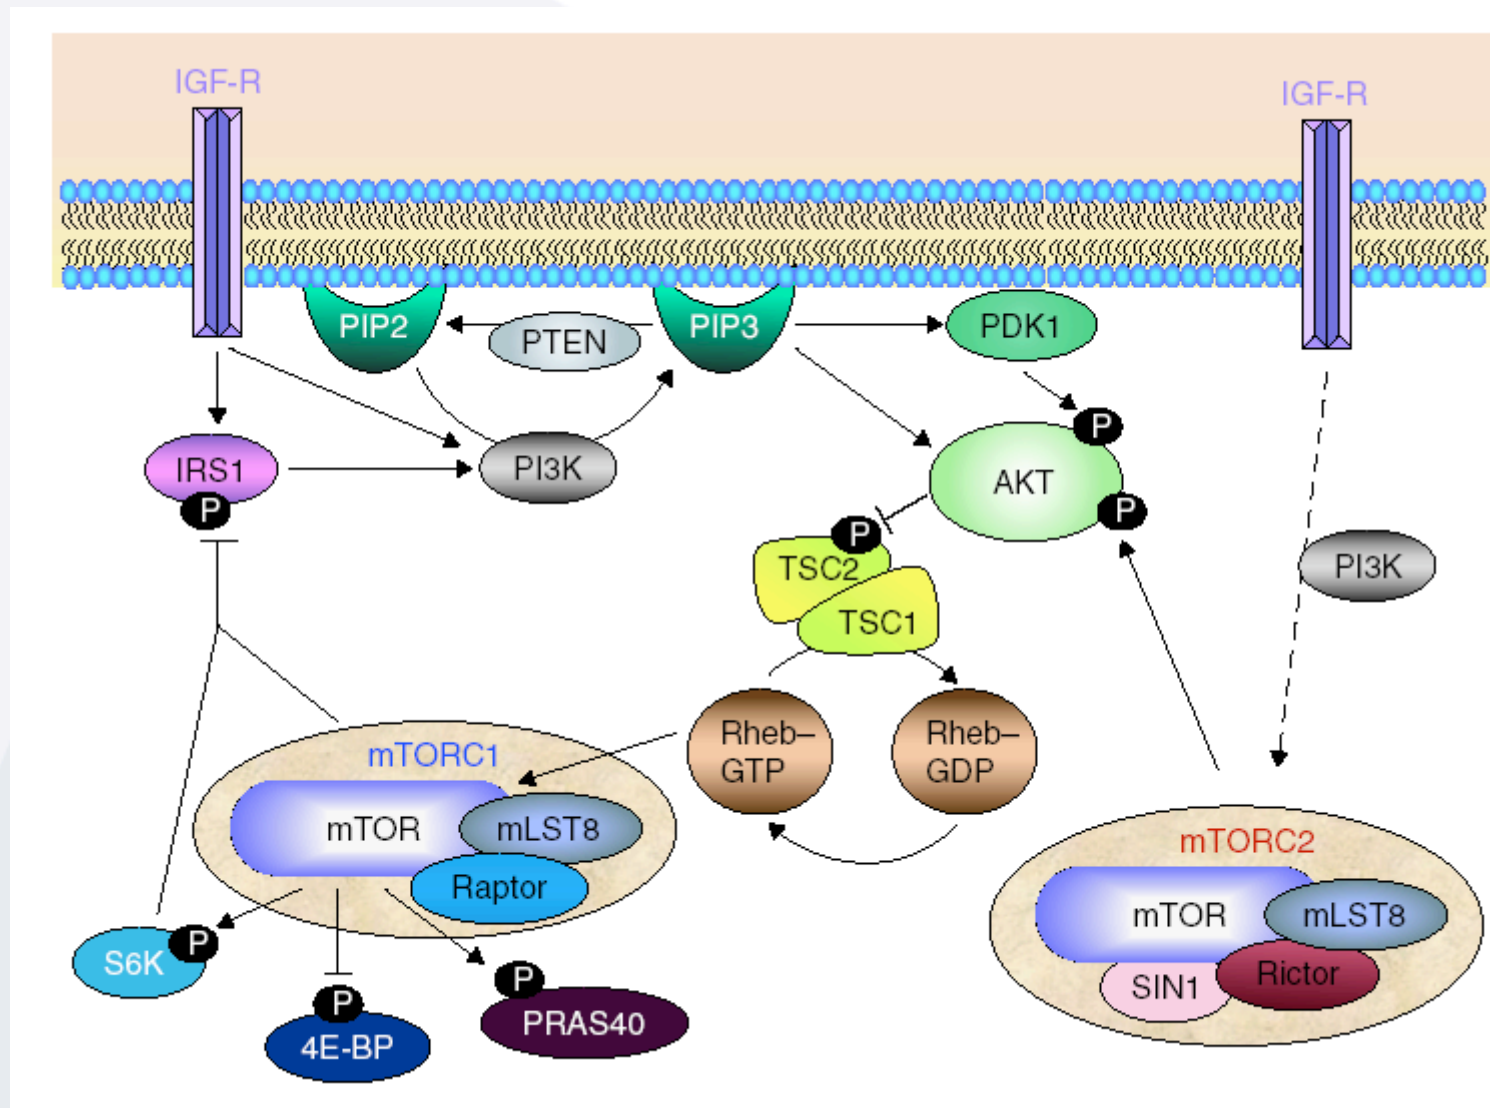 IGF-R
IGF-R
PIP2
PTEN
PIP3
PDK1
P
IRS1
P
PI3K
AKT
P
P
TSC2
TSC1
PI3K
Rheb–
GTP
Rheb–
GDP
mTORC1
mTOR
mLST8
Raptor
mTORC2
mTOR
mLST8
SIN1
Rictor
S6K
P
P
4E-BP
P
PRAS40